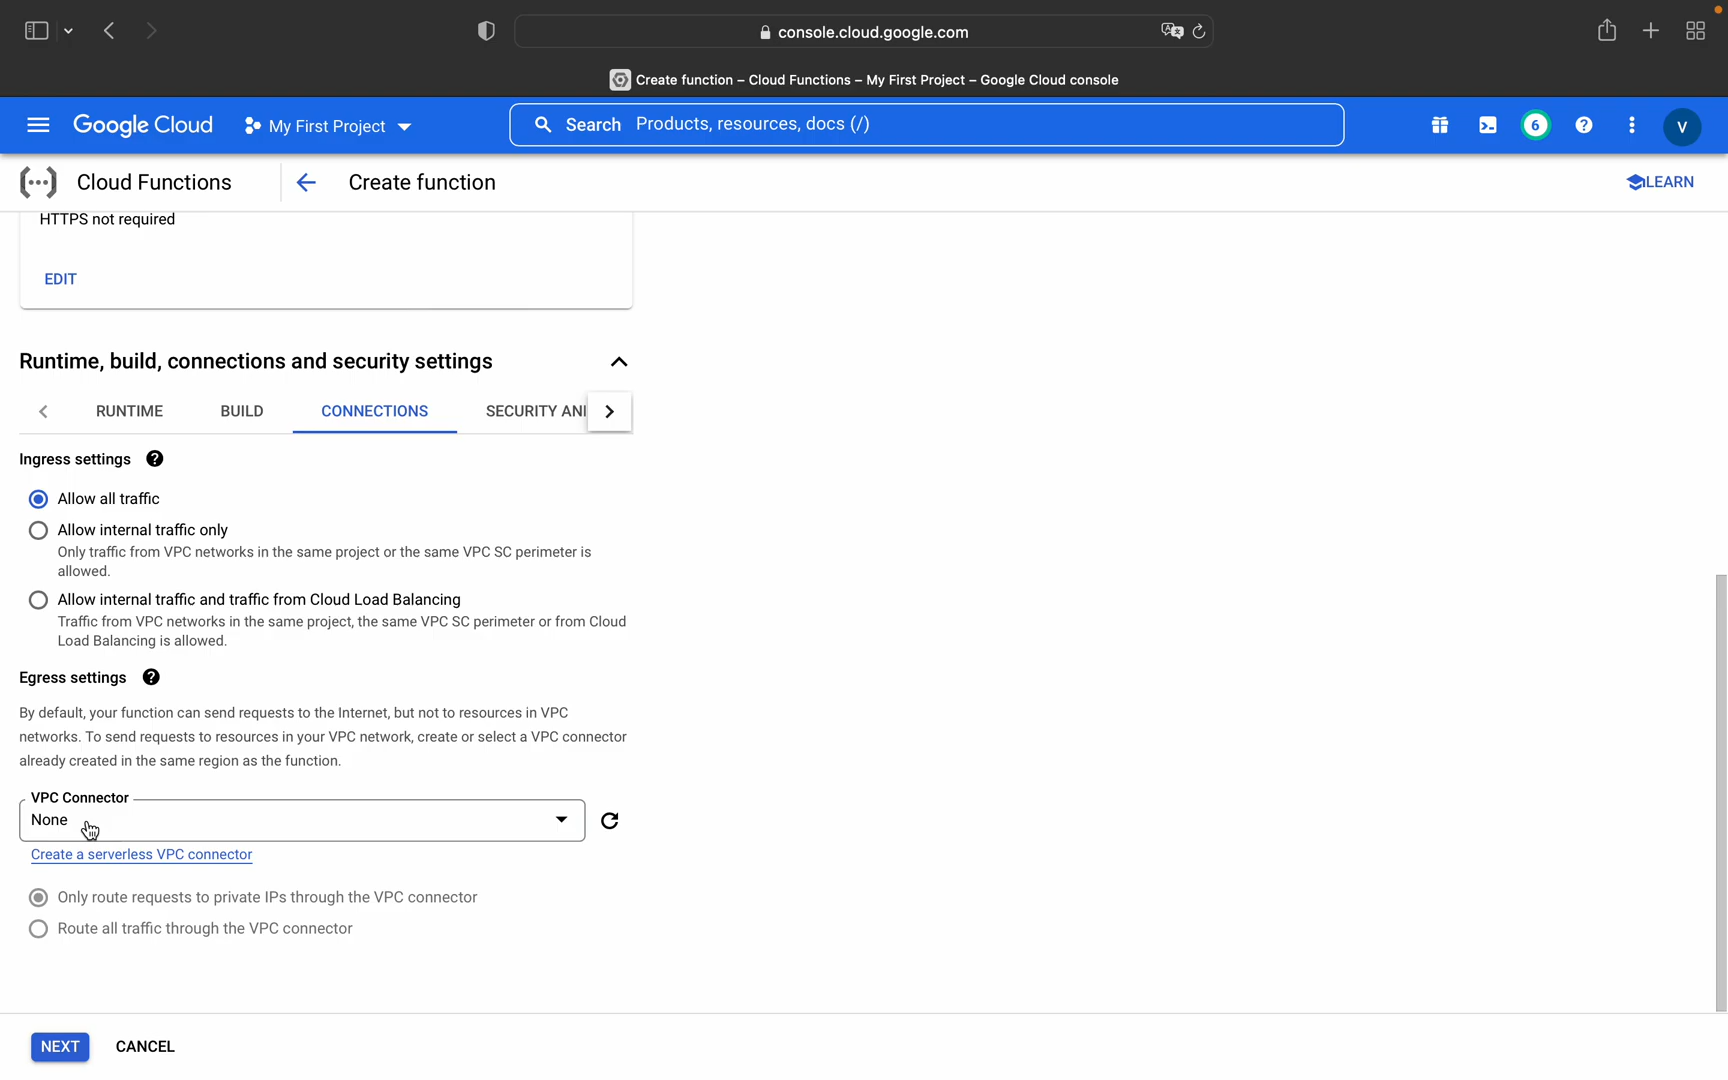 console.cloud.google.com
Create function – Cloud Functions – My First Project – Google Cloud console
Google Cloud
My First Project
Search Products, resources, docs (/)
6
V
Cloud Functions
Create function
LEARN
HTTPS not required
EDIT
Runtime, build, connections and security settings
RUNTIME
BUILD
CONNECTIONS
SECURITY AN
Ingress settings
Allow all traffic
Allow internal traffic only
Only traffic from VPC networks in the same project or the same VPC SC perimeter is
allowed.
Allow internal traffic and traffic from Cloud Load Balancing
Traffic from VPC networks in the same project, the same VPC SC perimeter or from Cloud
Load Balancing is allowed.
Egress settings
By default, your function can send requests to the Internet, but not to resources in VPC
networks. To send requests to resources in your VPC network, create or select a VPC connector
already created in the same region as the function.
VPC Connector
None
Create a serverless VPC connector
Only route requests to private IPs through the VPC connector
Route all traffic through the VPC connector
NEXT
CANCEL